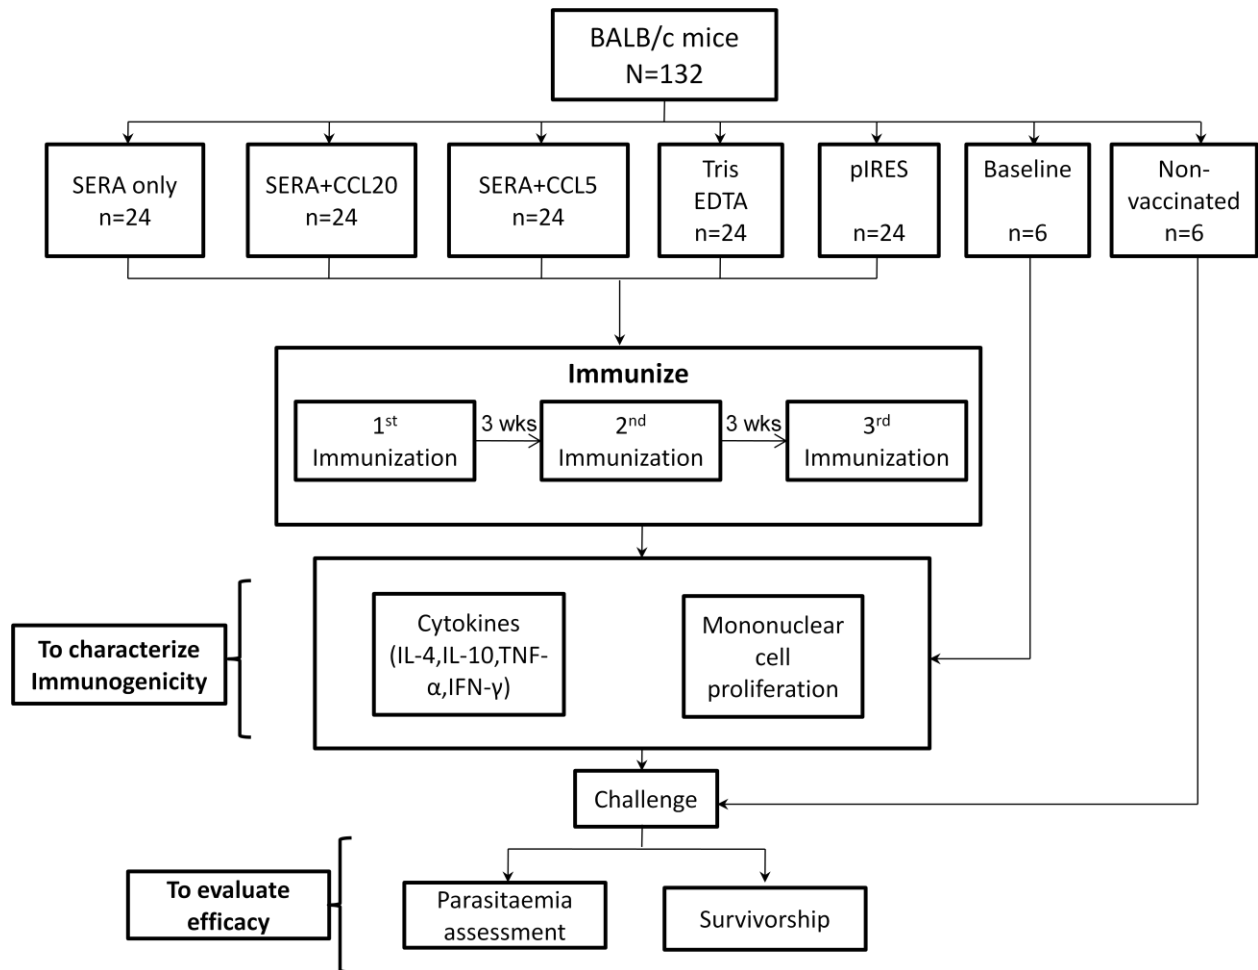 BALB/c mice
N=132
SERA only
n=24
SERA+CCL20
n=24
SERA+CCL5
n=24
Tris
EDTA
n=24
pIRES
n=24
Baseline
n=6
Non-
vaccinated
n=6
Immunize
1st
Immunization
3 wks
2nd
Immunization
3 wks
3rd
Immunization
To characterize
Immunogenicity
Cytokines
(IL-4,IL-10,TNF-
α,IFN-γ)
Mononuclear
cell
proliferation
Challenge
To evaluate
efficacy
Parasitaemia
assessment
Survivorship